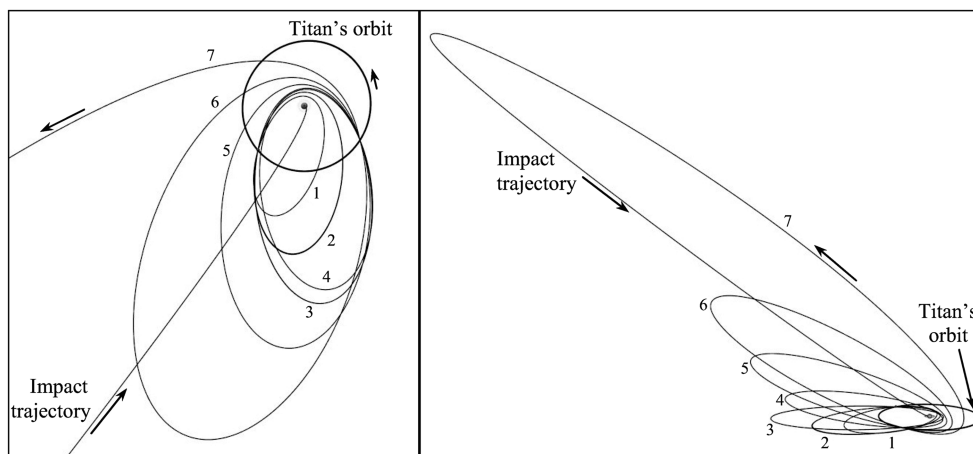 Titan's orbit
7
6
5
1
2
4
3
Impact
trajectory
Impact
trajectory
7
6
Titan's
orbit
5
4
3
2
1